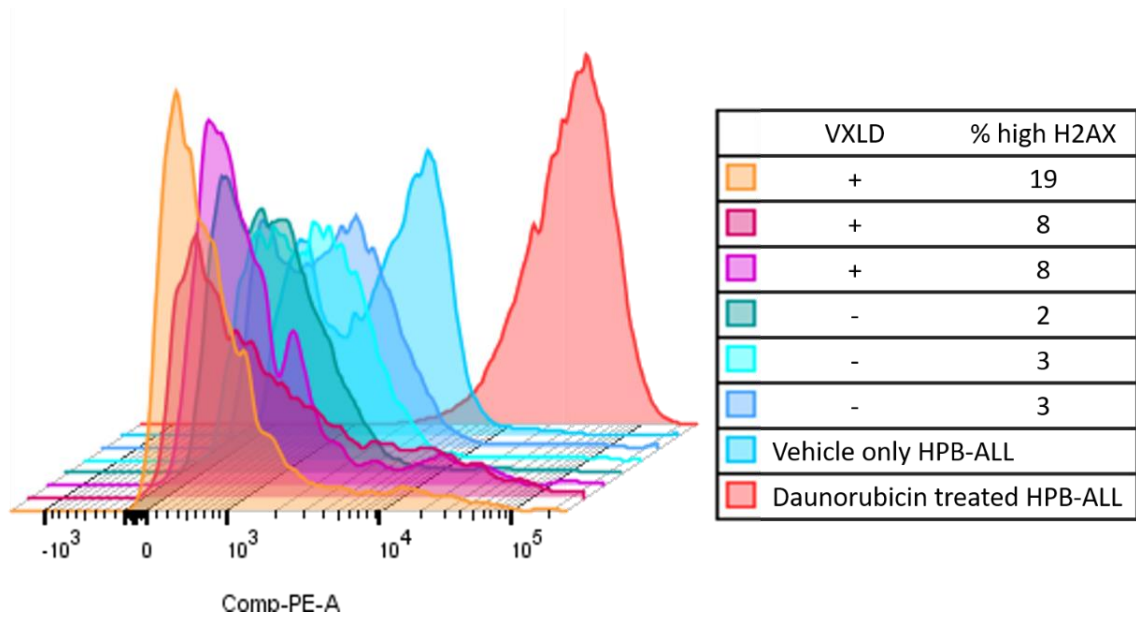 VXLD % high H2AX
+ 19
+ 8
+ 8
- 2
- 3
- 3
Vehicle only HPB-ALL
Daunorubicin treated HPB-ALL
-10³ 0 10³ 10⁴ 10⁵
Comp-PE-A